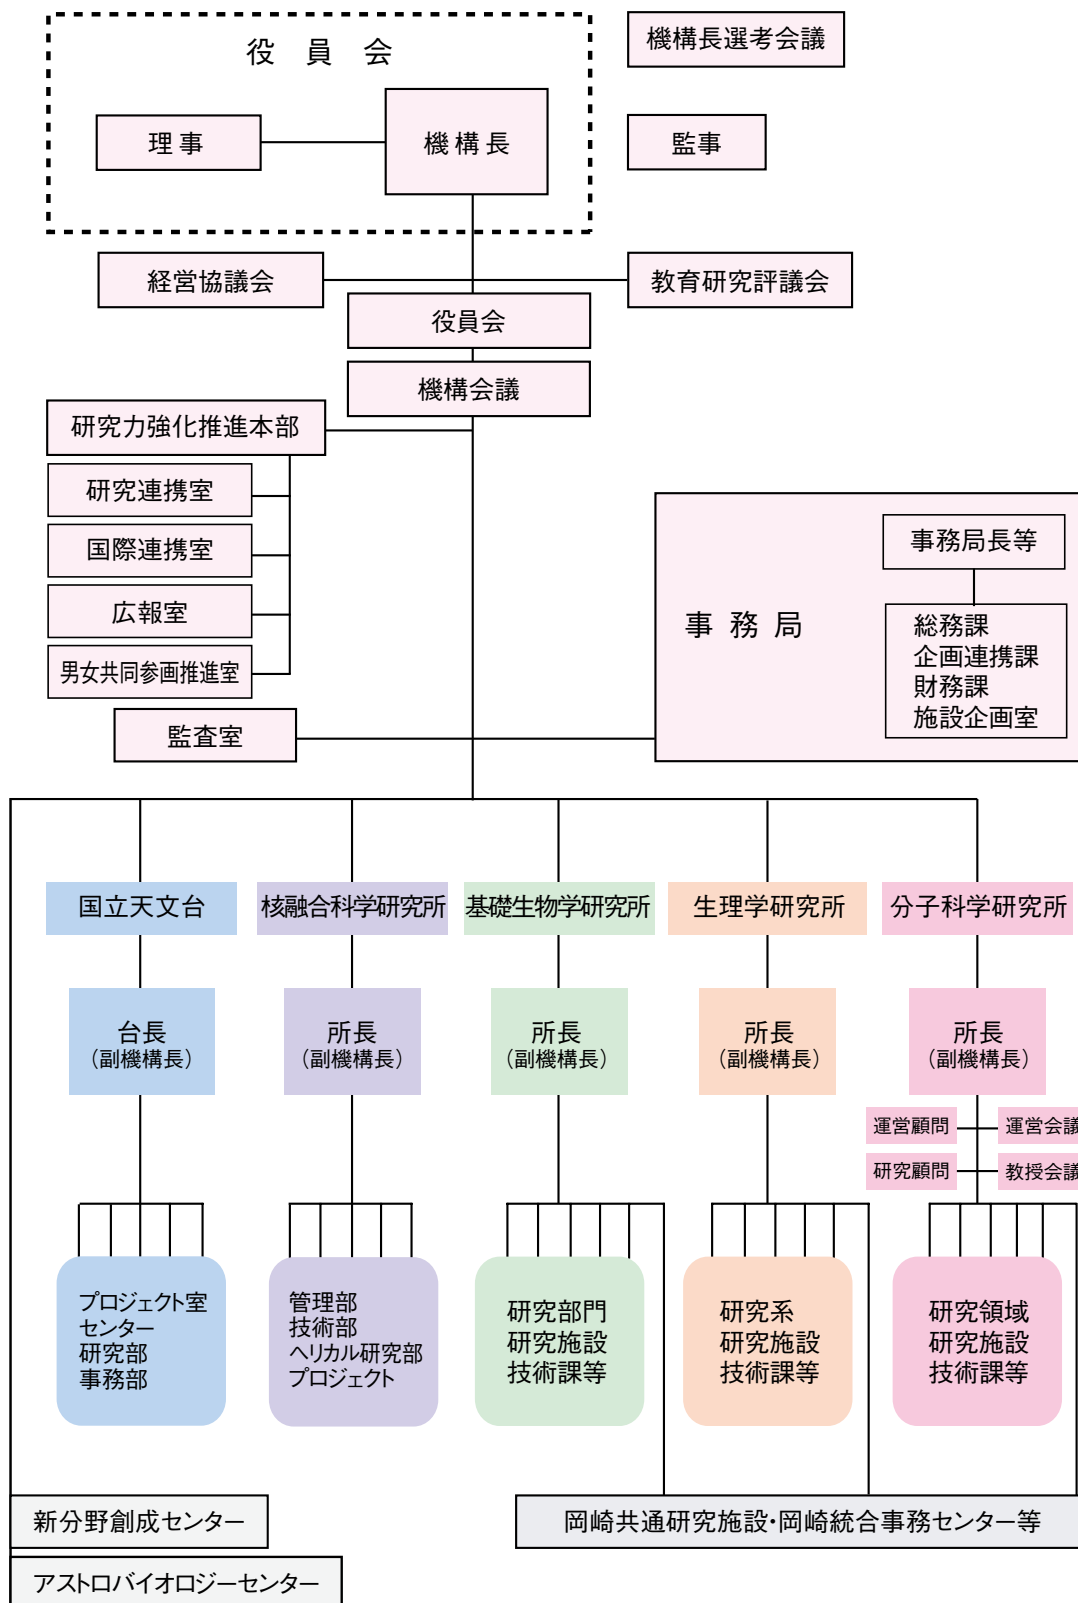 役員会
機構長選考会議
理事
機構長
監事
経営協議会
教育研究評議会
役員会
機構会議
研究力強化推進本部
研究連携室
国際連携室
広報室
男女共同参画推進室
監査室
事務局
事務局長等
総務課
企画連携課
財務課
施設企画室
国立天文台
核融合科学研究所
基礎生物学研究所
生理学研究所
分子科学研究所
台長
（副機構長）
所長
（副機構長）
所長
（副機構長）
所長
（副機構長）
所長
（副機構長）
運営顧問
運営会議
研究顧問
教授会議
プロジェクト室
センター
研究部
事務部
管理部
技術部
ヘリカル研究部
プロジェクト
研究部門
研究施設
技術課等
研究系
研究施設
技術課等
研究領域
研究施設
技術課等
新分野創成センター
岡崎共通研究施設・岡崎統合事務センター等
アストロバイオロジーセンター